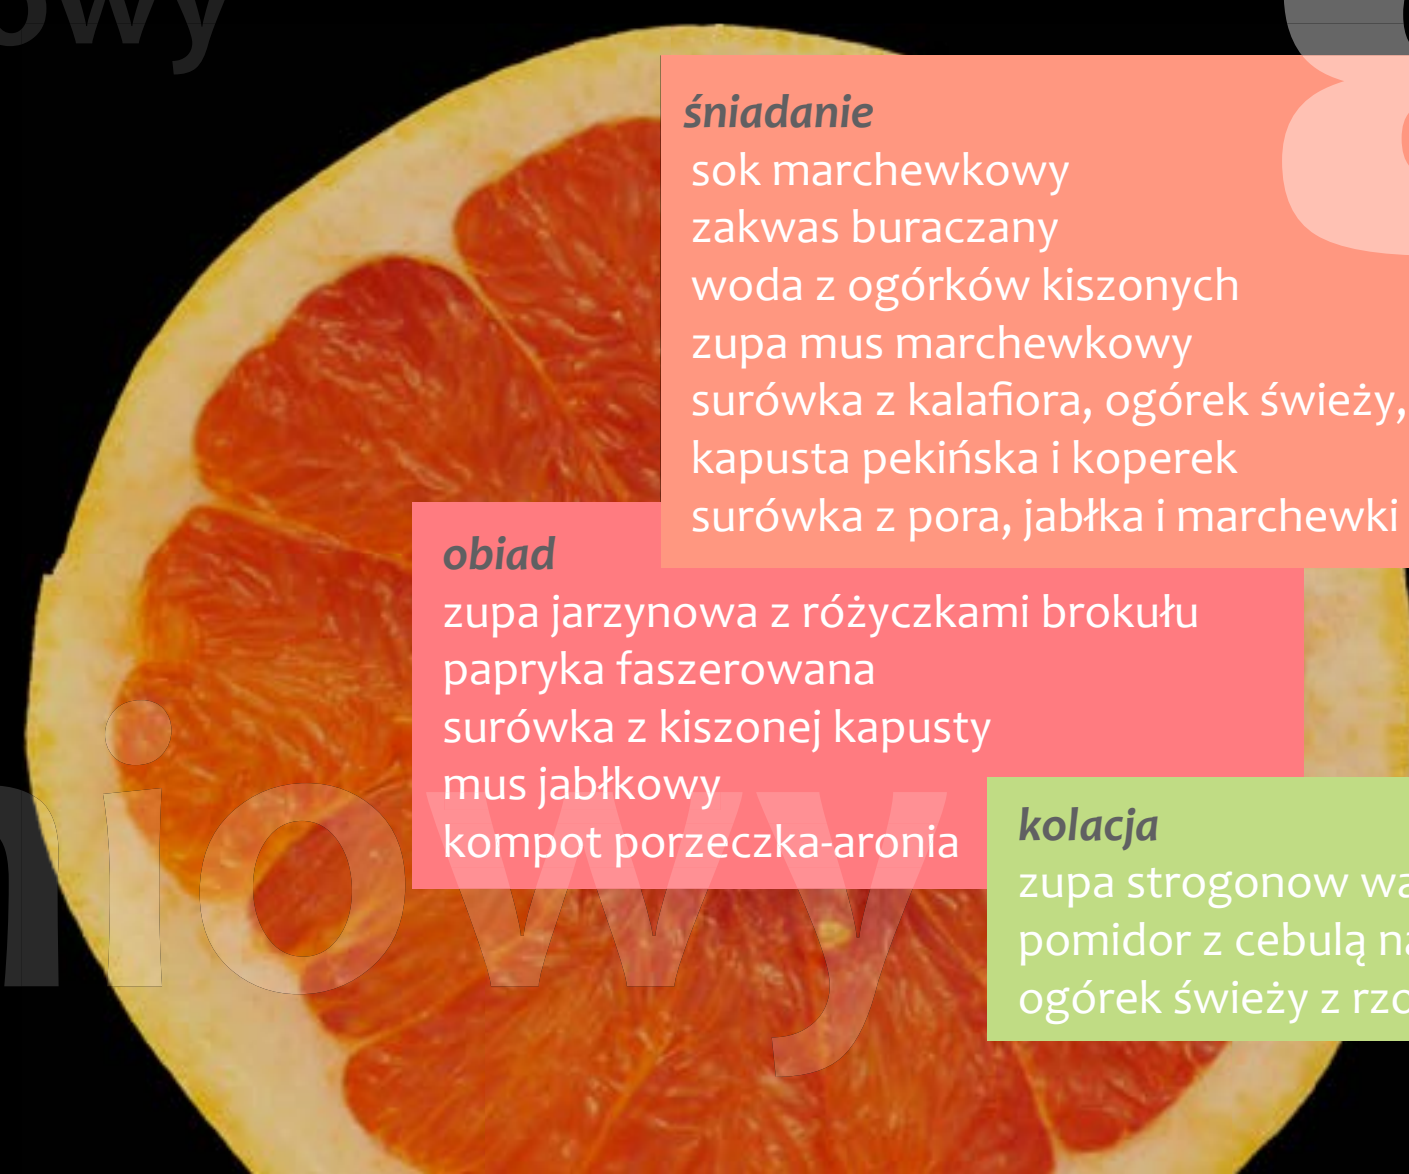 owy
8
śniadanie
sok marchewkowy
zakwas buraczany
woda z ogórków kiszonych
zupa mus marchewkowy
surówka z kalafiora, ogórek świeży,
kapusta pekińska i koperek
surówka z pora, jabłka i marchewki
obiad
zupa jarzynowa z różyczkami brokułu
papryka faszerowana
surówka z kiszonej kapusty
mus jabłkowy
kompot porzeczka-aronia
niowy
kolacja
zupa strogonow
pomidor z cebulą
ogórek świeży z